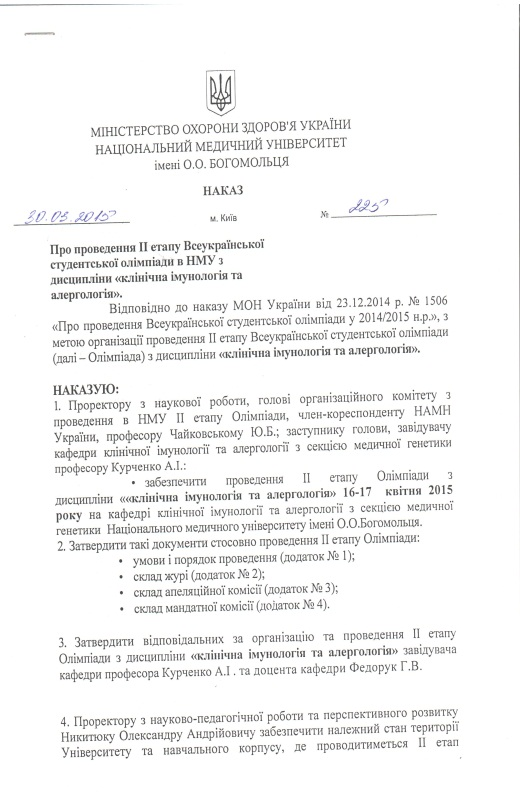 МІНІСТЕРСТВО ОХОРОНИ ЗДОРОВ'Я УКРАЇНИ
НАЦІОНАЛЬНИЙ МЕДИЧНИЙ УНІВЕРСИТЕТ
імені О.О. БОГОМОЛЬЦЯ
НАКАЗ
30.03.2015 м. Київ № 225
Про проведення ІІ етапу Всеукраїнської
студентської олімпіади в НМУ з
дисципліни «клінічна імунологія та
алергологія».
Відповідно до наказу МОН України від 23.12.2014 р. № 1506
«Про проведення Всеукраїнської студентської олімпіади у 2014/2015 н.р.», з
метою організації проведення ІІ етапу Всеукраїнської студентської олімпіади
(далі – Олімпіада) з дисципліни «клінічна імунологія та алергологія».
НАКАЗУЮ:
1. Проректору з наукової роботи, голові організаційного комітету з
проведення в НМУ ІІ етапу Олімпіади, член-кореспонденту НАМН
України, професору Чайковському Ю.Б.; заступнику голови, завідувачу
кафедри клінічної імунології та алергології з секцією медичної генетики
професору Курченко А.І.:
• забезпечити проведення ІІ етапу Олімпіади з
дисципліни ««клінічна імунологія та алергологія» 16-17 квітня 2015
року на кафедрі клінічної імунології та алергології з секцією медичної
генетики Національного медичного університету імені О.О.Богомольця.
2. Затвердити такі документи стосовно проведення ІІ етапу Олімпіади:
• умови і порядок проведення (додаток № 1);
• склад журі (додаток № 2);
• склад апеляційної комісії (додаток № 3);
• склад мандатної комісії (додаток № 4).
3. Затвердити відповідальних за організацію та проведення ІІ етапу
Олімпіади з дисципліни «клінічна імунологія та алергологія» завідувача
кафедри професора Курченко А.І . та доцента кафедри Федорук Г.В.
4. Проректору з науково-педагогічної роботи та перспективного розвитку
Никитюку Олександру Андрійовичу забезпечити належний стан території
Університету та навчального корпусу, де проводитиметься ІІ етап